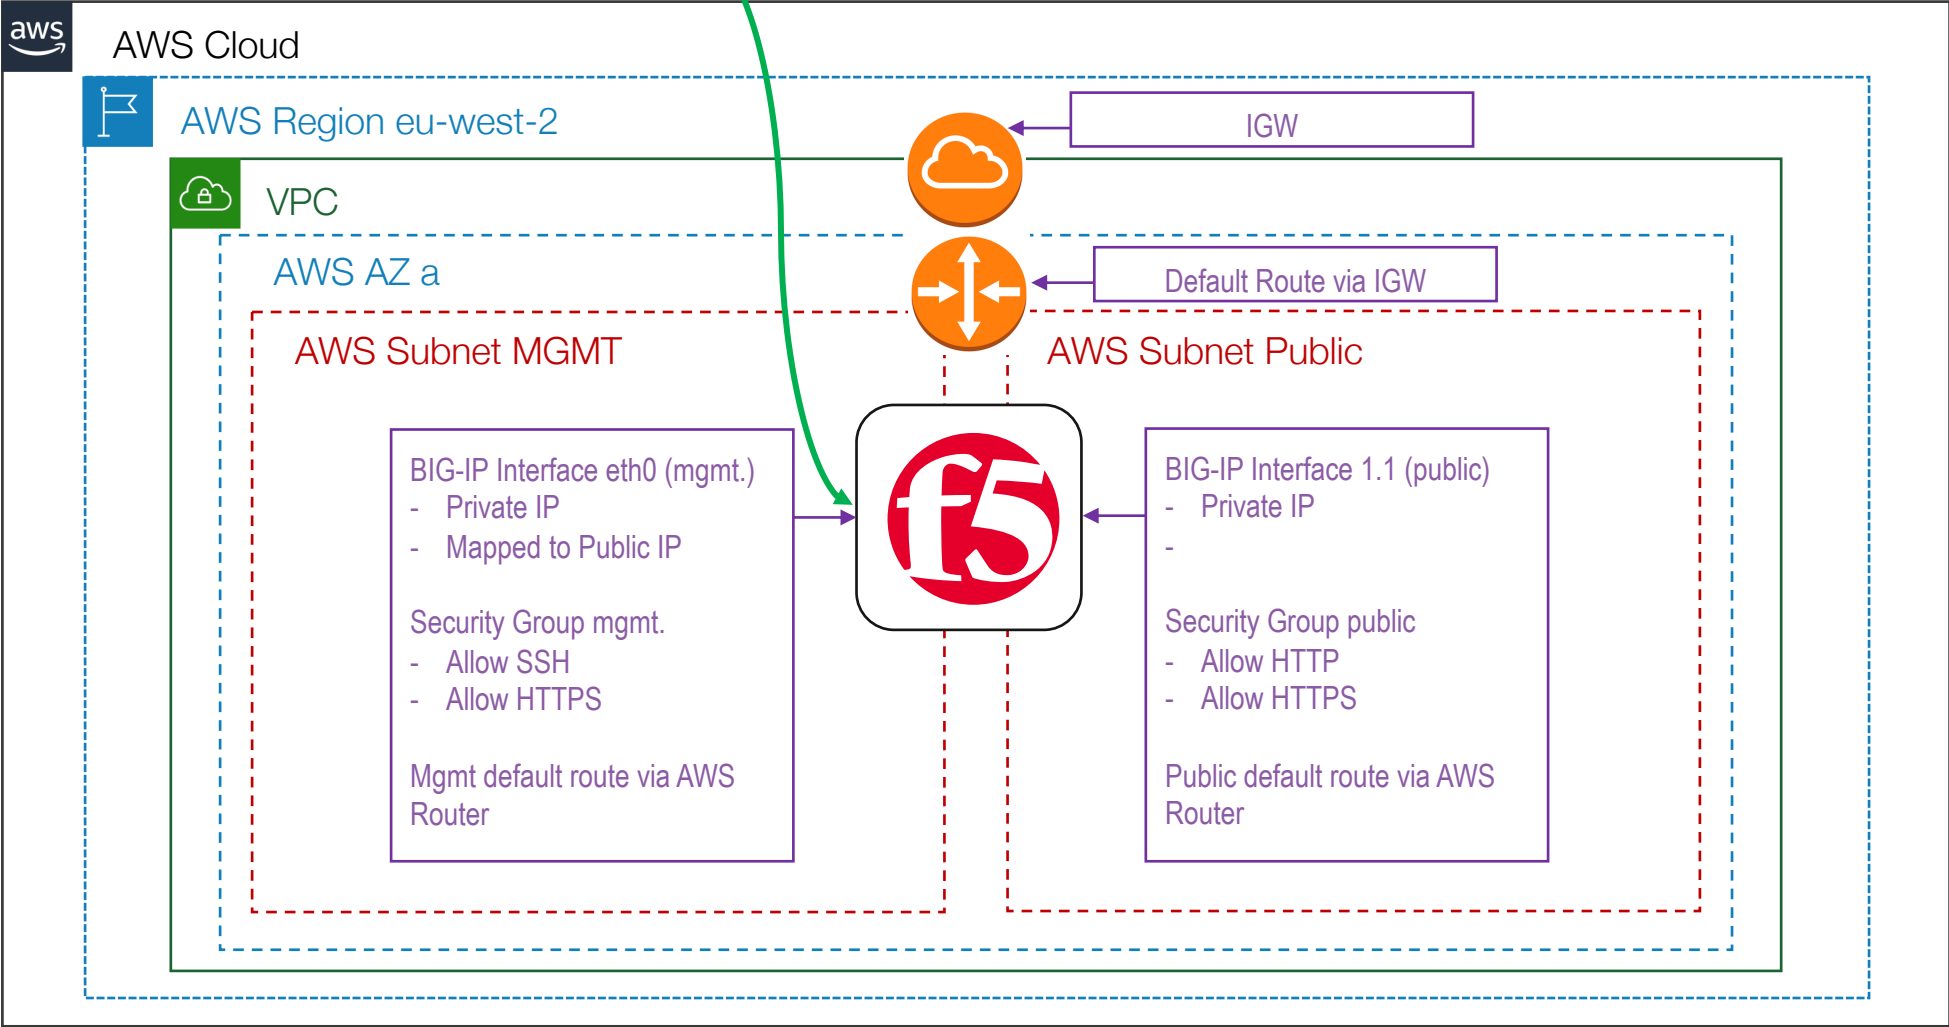 aws
AWS Cloud
AWS Region eu-west-2
IGW
VPC
AWS AZ a
Default Route via IGW
AWS Subnet MGMT
AWS Subnet Public
BIG-IP Interface eth0 (mgmt.)
- Private IP
- Mapped to Public IP
Security Group mgmt.
- Allow SSH
- Allow HTTPS
Mgmt default route via AWS
Router
f5
BIG-IP Interface 1.1 (public)
- Private IP
-
Security Group public
- Allow HTTP
- Allow HTTPS
Public default route via AWS
Router